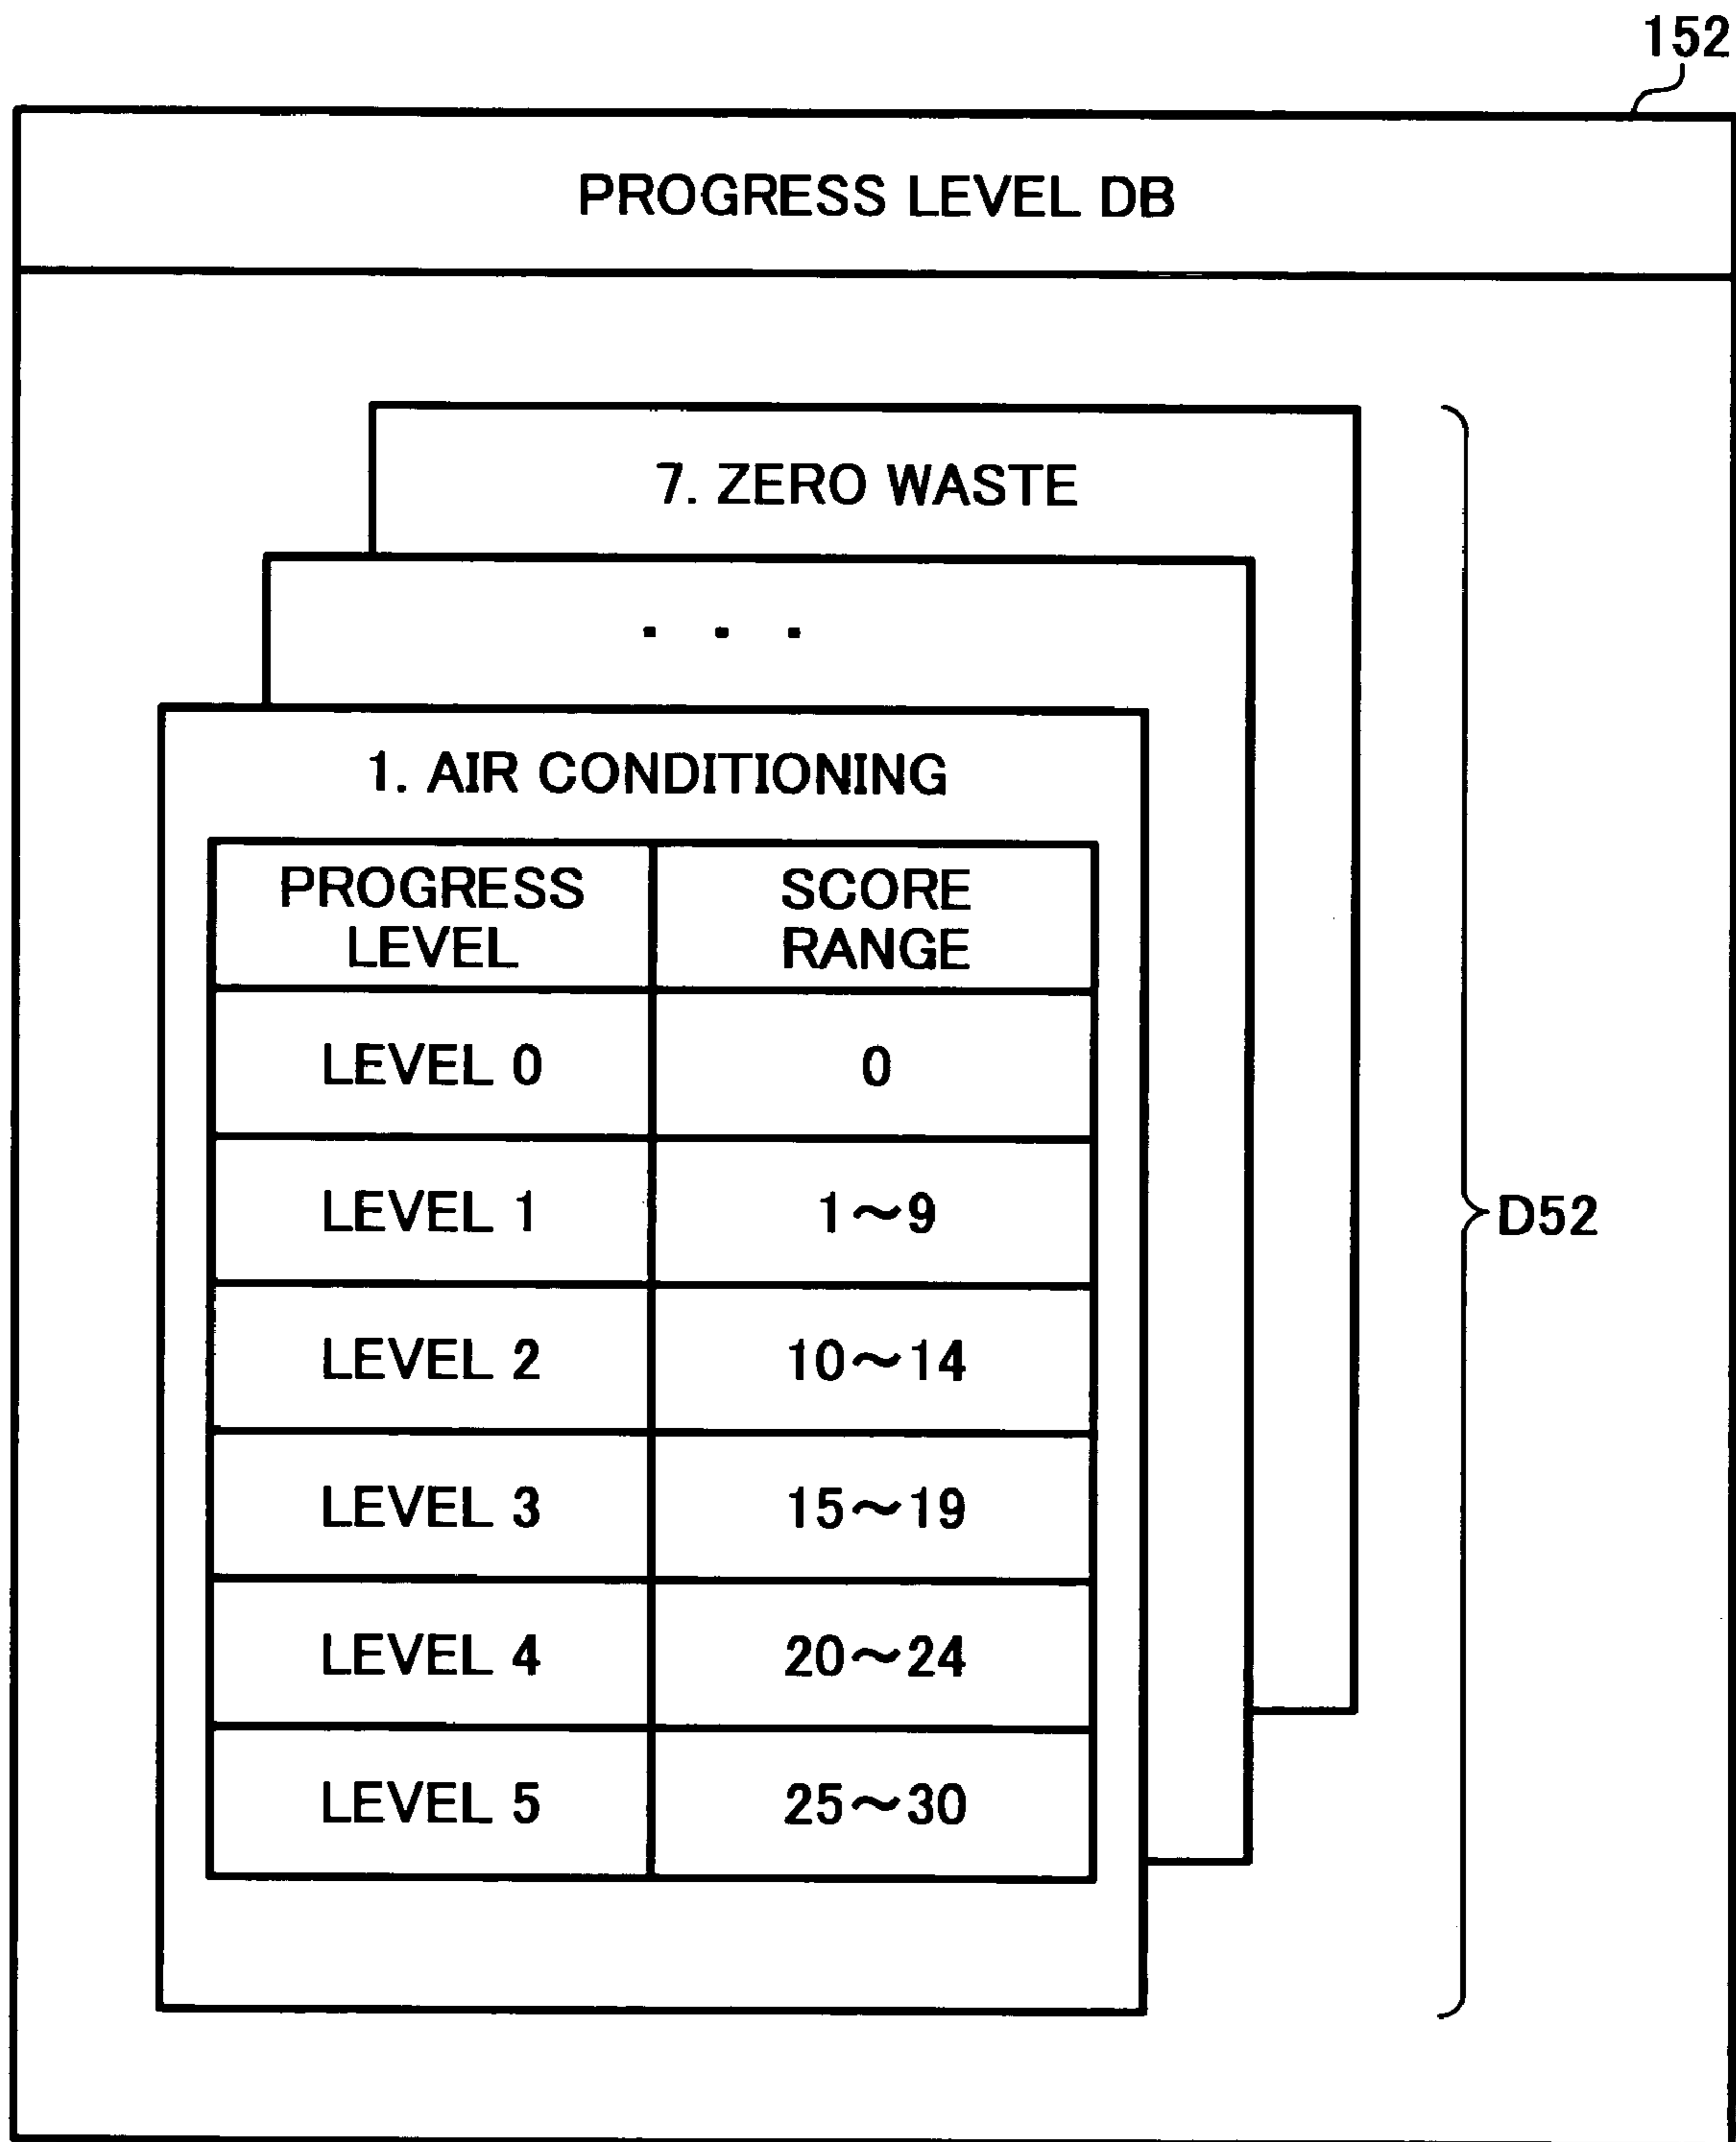 152
PROGRESS LEVEL DB
7. ZERO WASTE
. . .
1. AIR CONDITIONING
PROGRESS LEVEL SCORE RANGE
LEVEL 0 0
LEVEL 1 1～9
LEVEL 2 10～14
LEVEL 3 15～19
LEVEL 4 20～24
LEVEL 5 25～30
D52